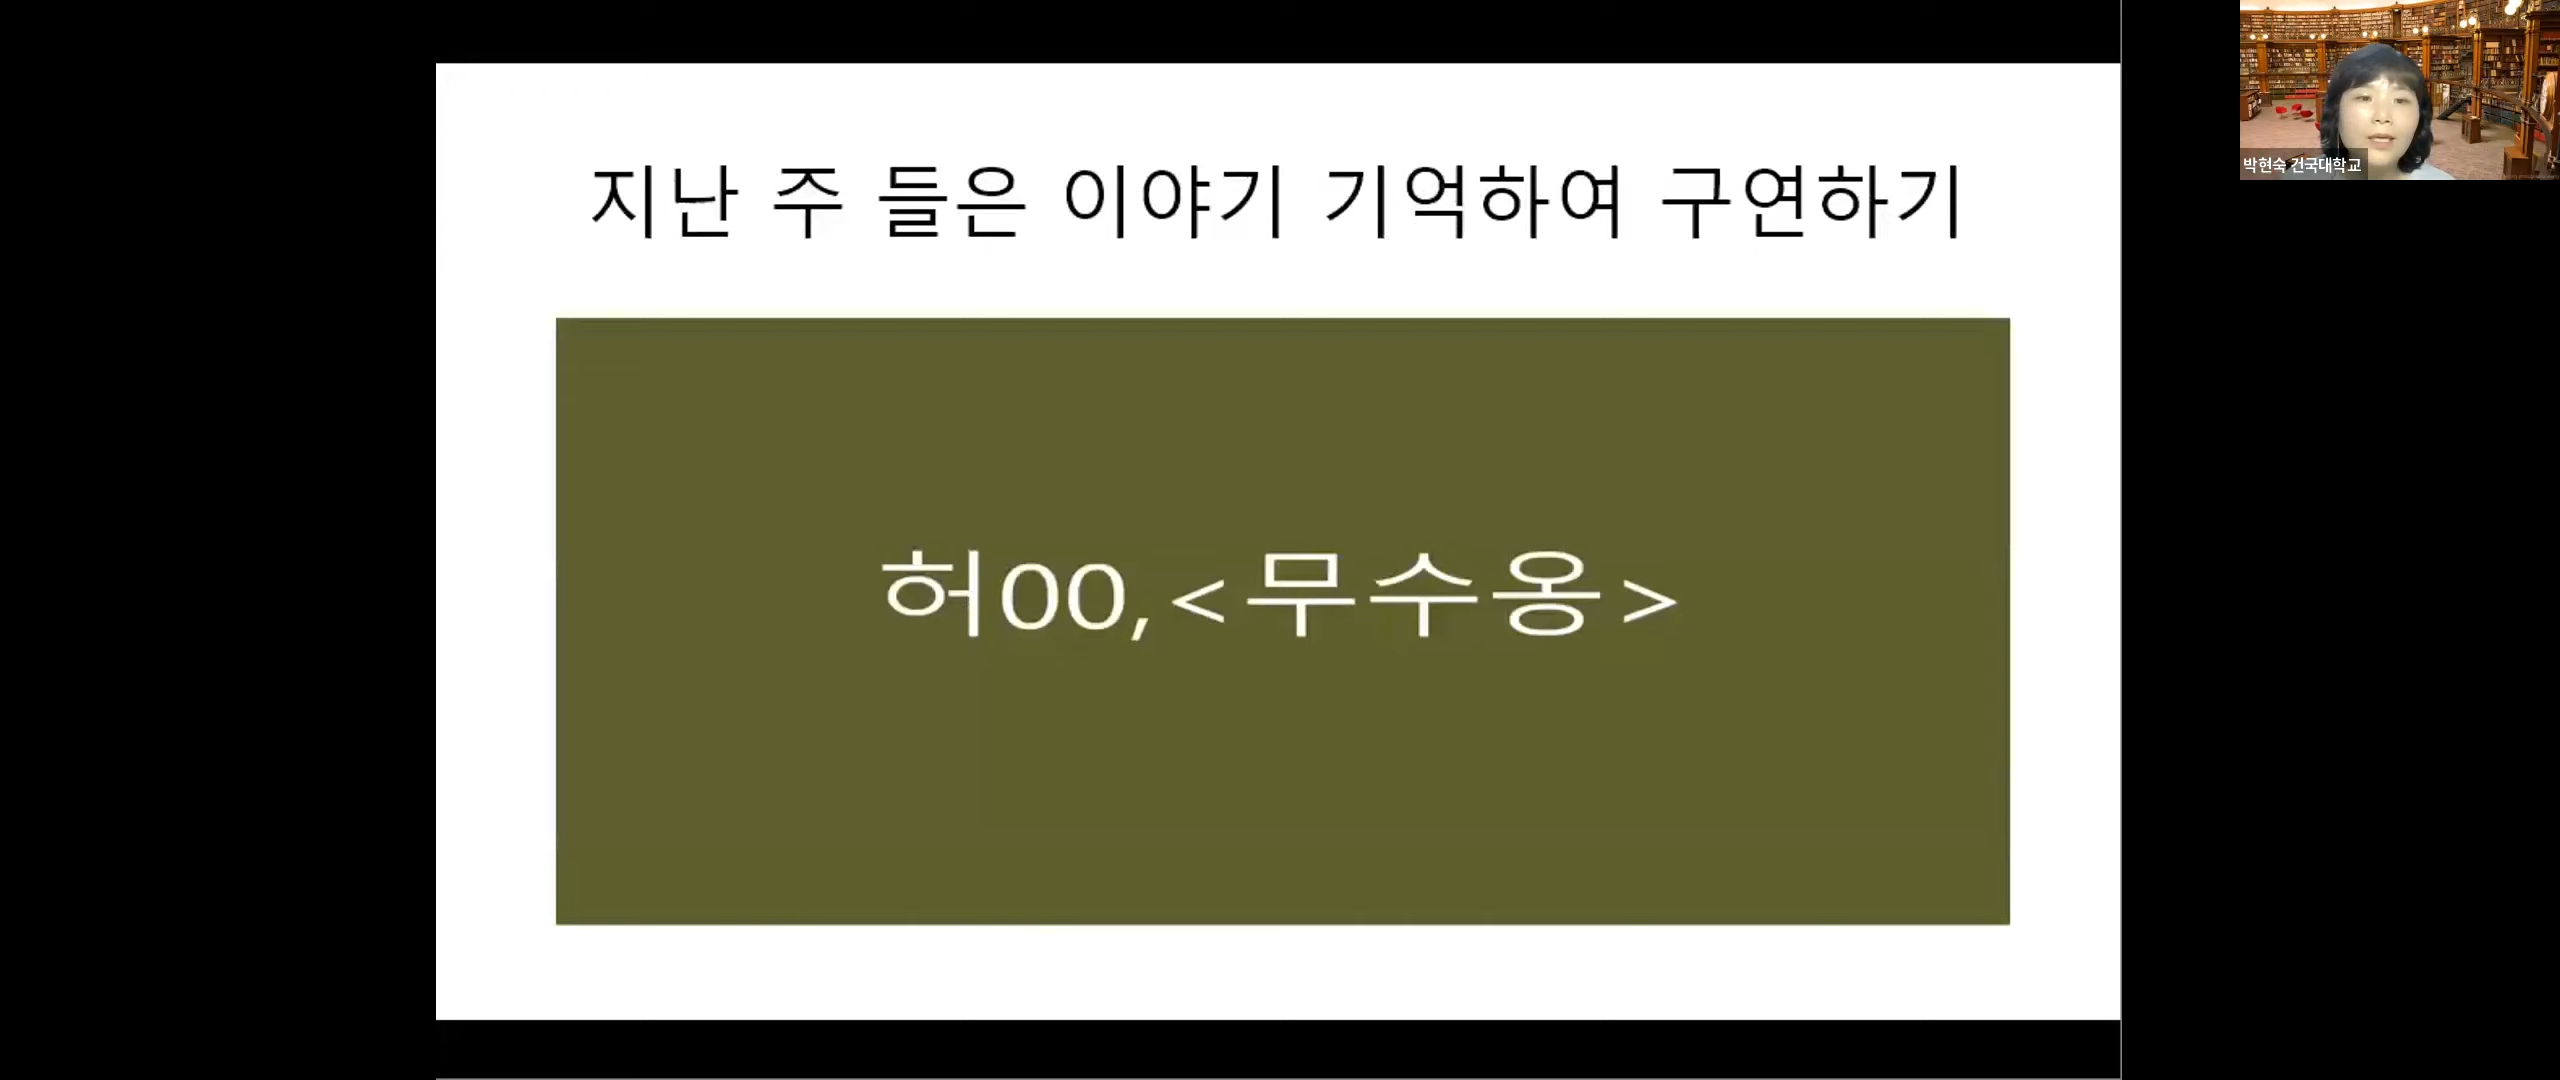 지난 주 들은 이야기 기억하여 구연하기
허00,<무수옹>
박현숙 건국대학교